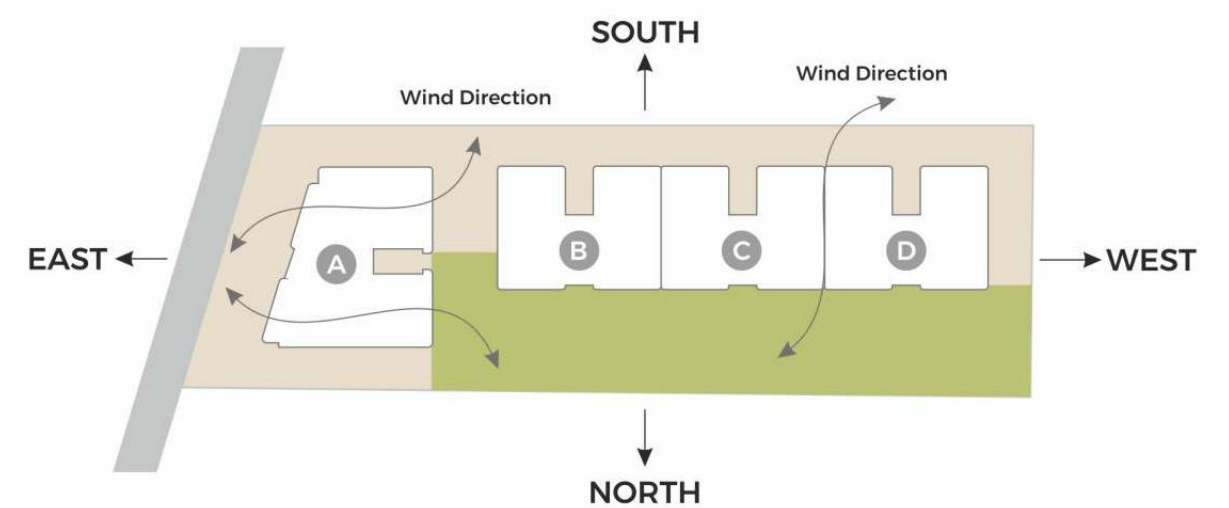 SOUTH
Wind Direction
Wind Direction
EAST
A
B
C
D
WEST
NORTH